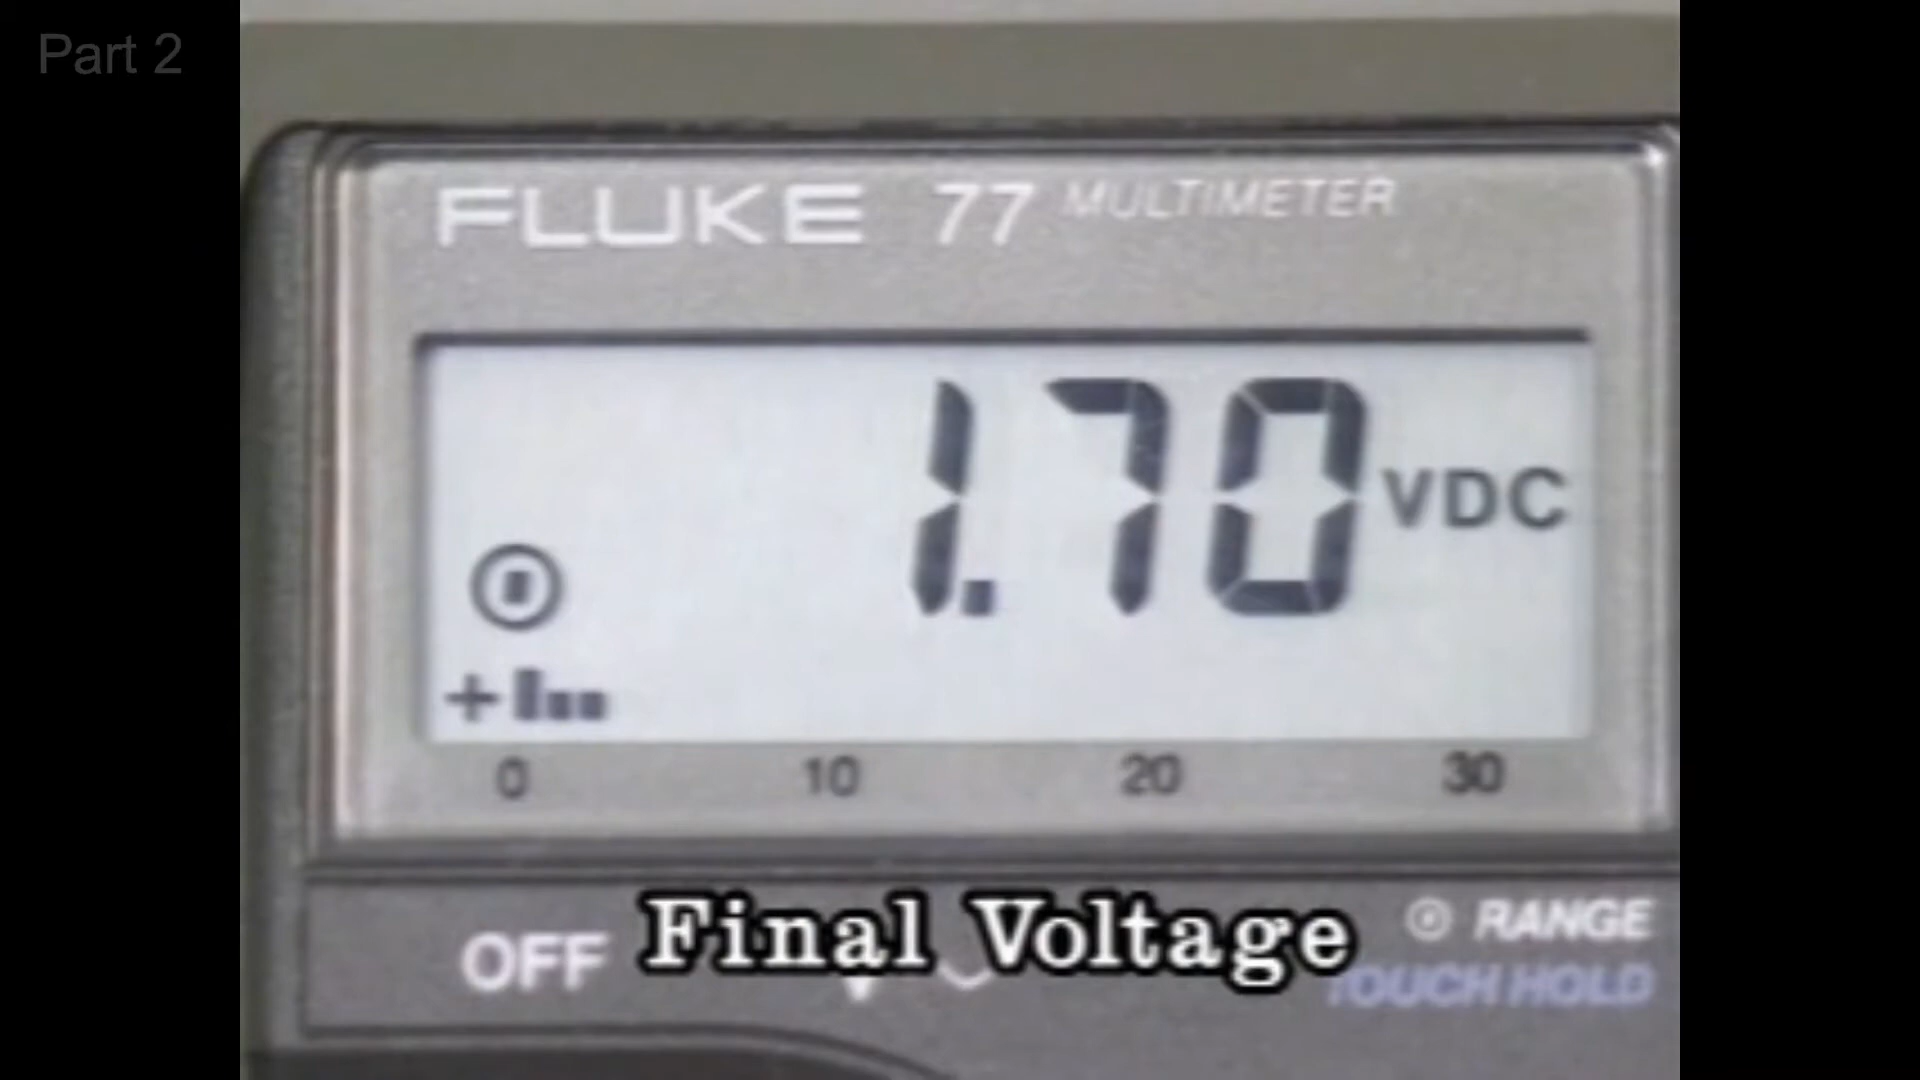 Part 2
FLUKE 77 MULTIMETER
1.70 VDC
+
0 10 20 30
OFF
Final Voltage
RANGE
TOUCH HOLD